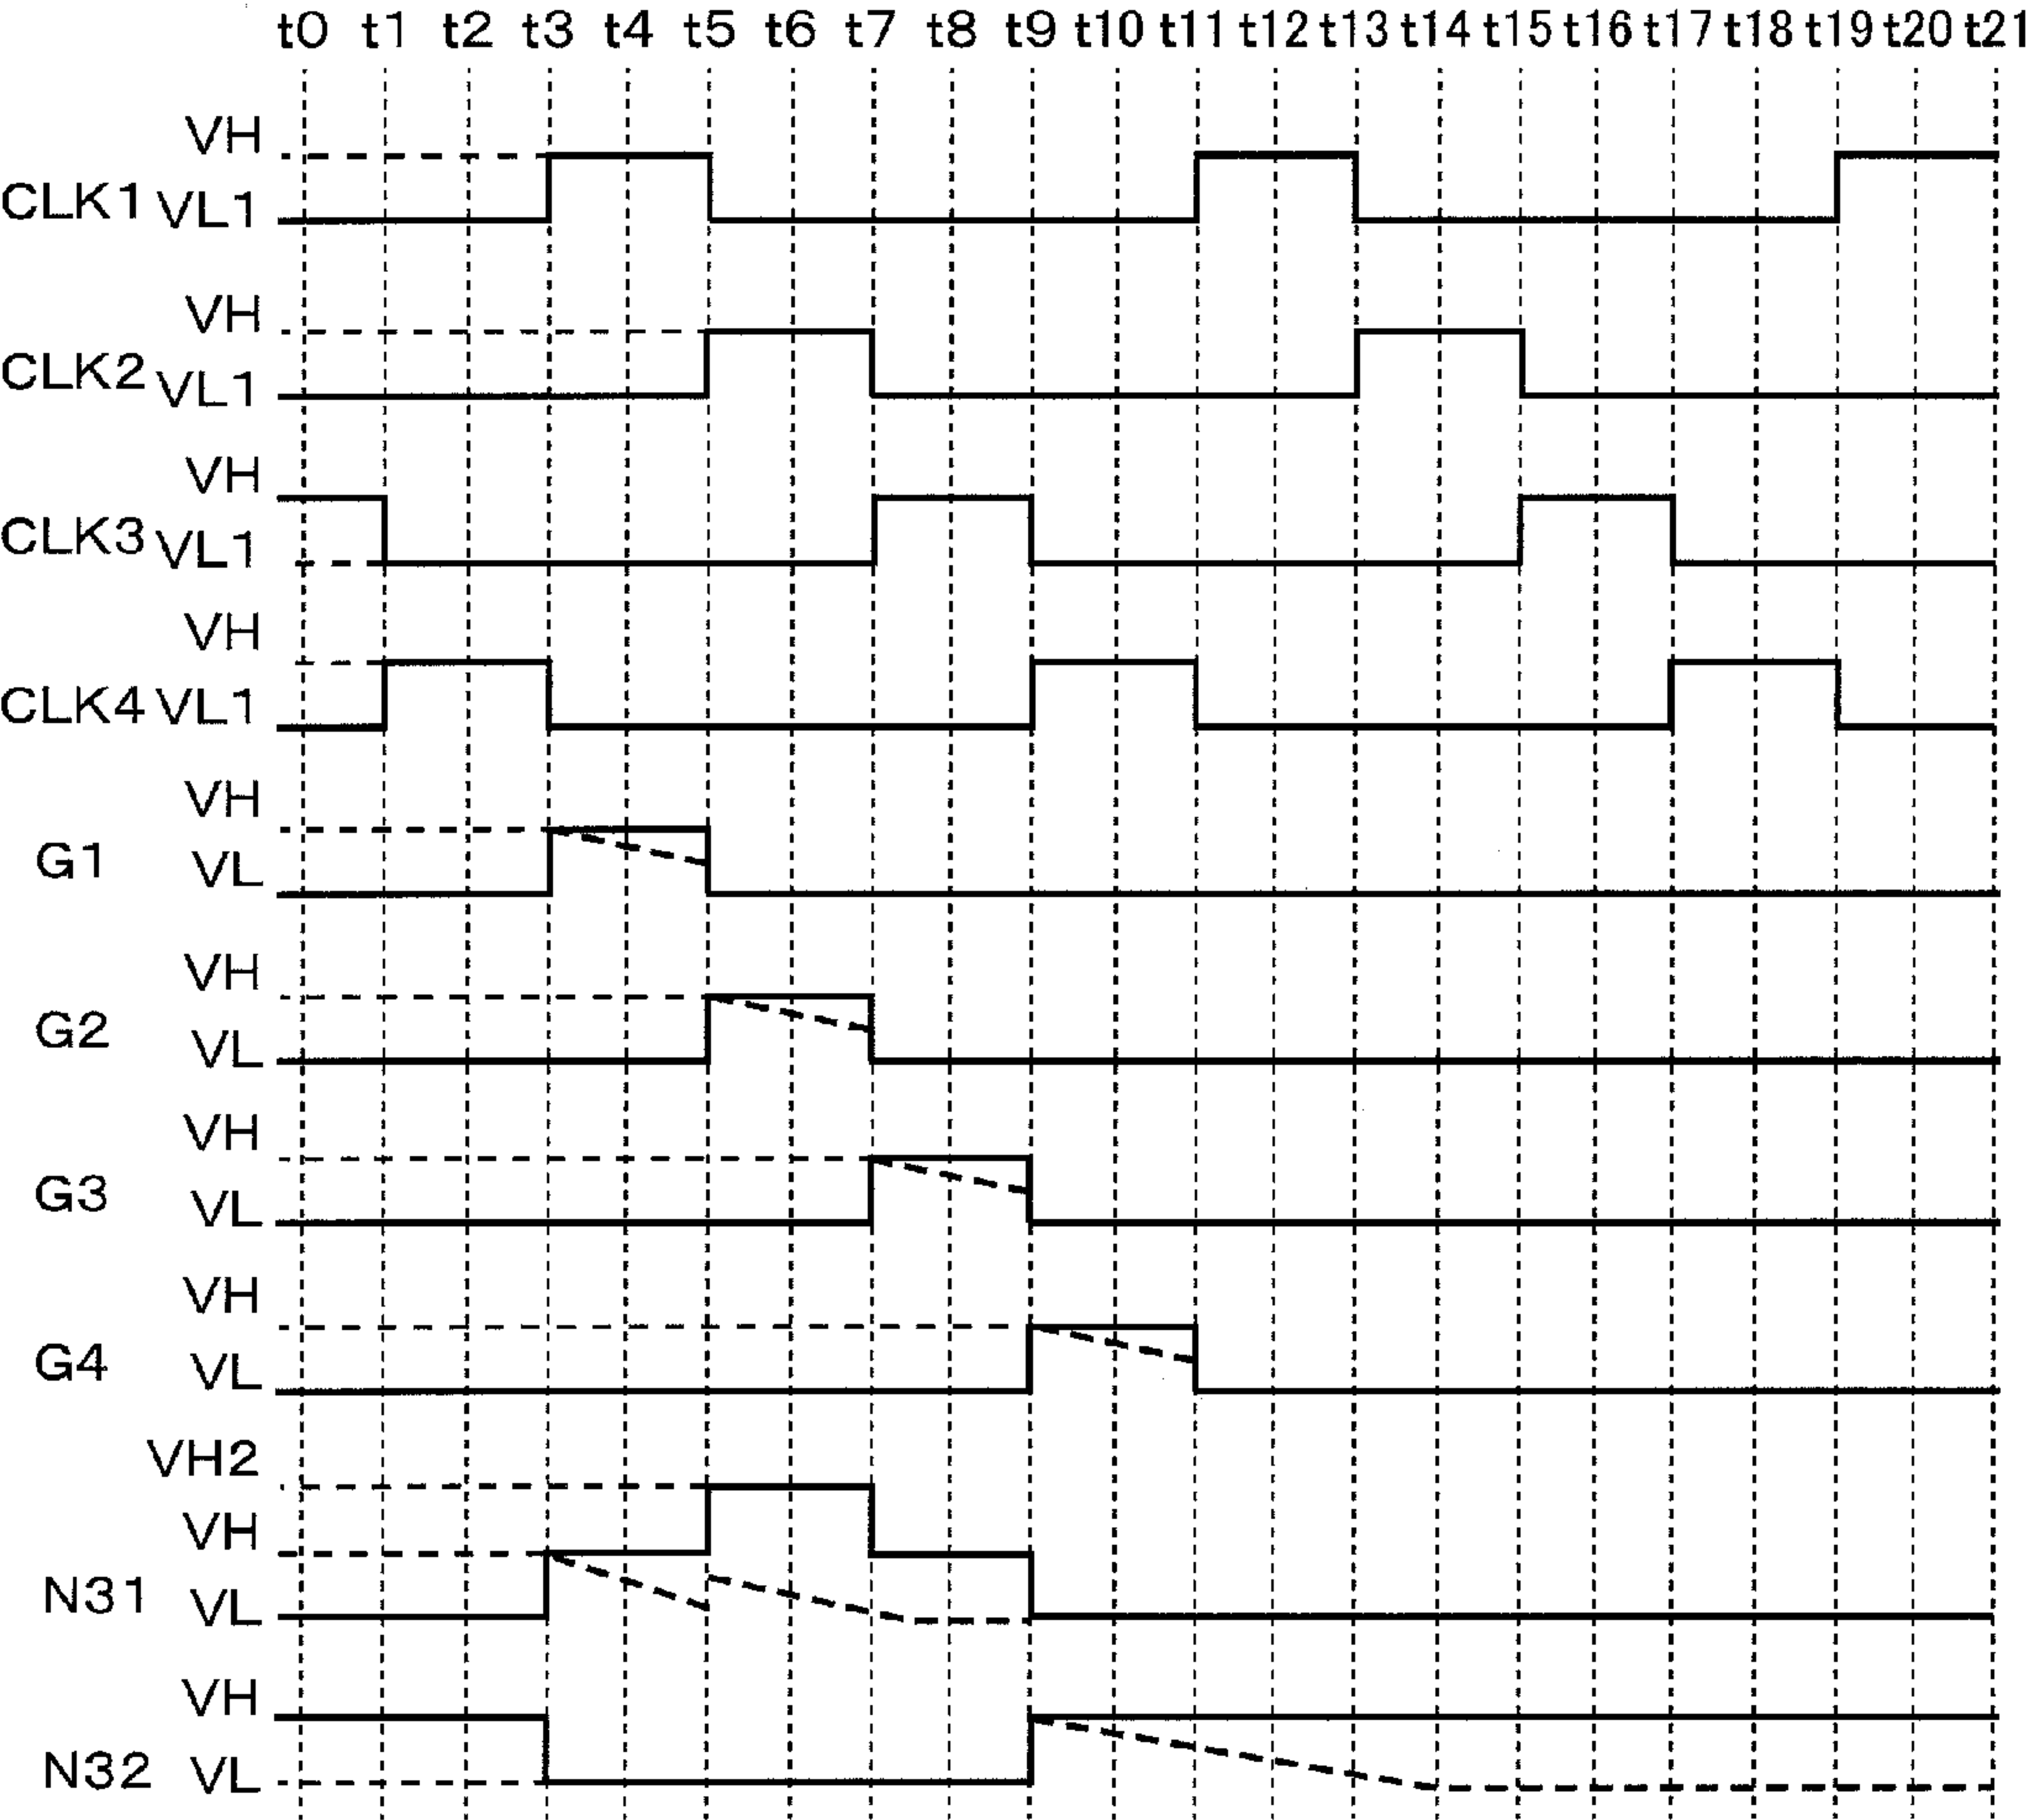 t0 t1 t2 t3 t4 t5 t6 t7 t8 t9 t10 t11 t12 t13 t14 t15 t16 t17 t18 t19 t20 t21
VH
CLK1 VL1
VH
CLK2 VL1
VH
CLK3 VL1
VH
CLK4 VL1
VH
G1 VL
VH
G2 VL
VH
G3 VL
VH
G4 VL
VH2
VH
N31 VL
VH
N32 VL